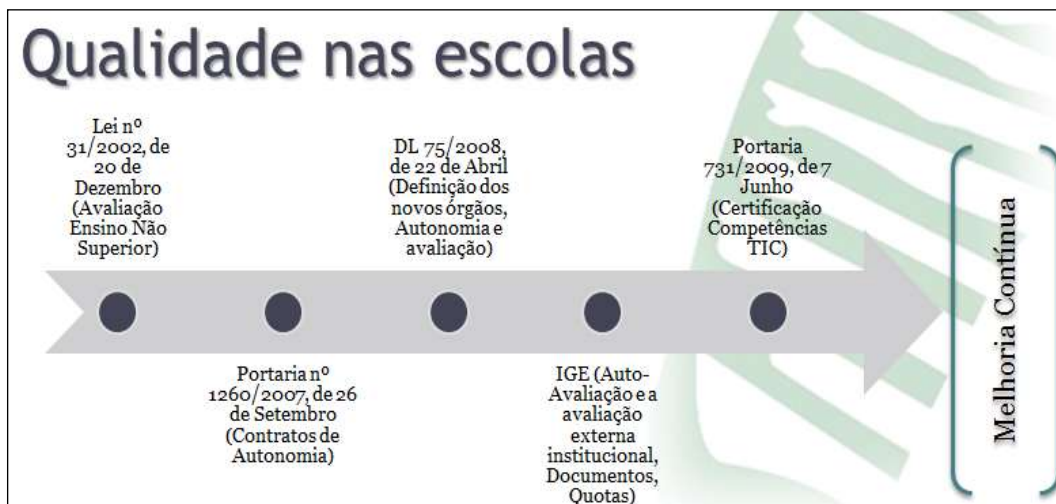 Qualidade nas escolas
Lei nº
31/2002, de
20 de
Dezembro
(Avaliação
Ensino Não
Superior)
Portaria nº
1260/2007, de 26
de Setembro
(Contratos de
Autonomia)
DL 75/2008,
de 22 de Abril
(Definição dos
novos órgãos,
Autonomia e
avaliação)
IGE (Auto-
Avaliação e a
avaliação
externa
institucional,
Documentos,
Quotas)
Portaria
731/2009, de 7
Junho
(Certificação
Competências
TIC)
Melhoria Contínua